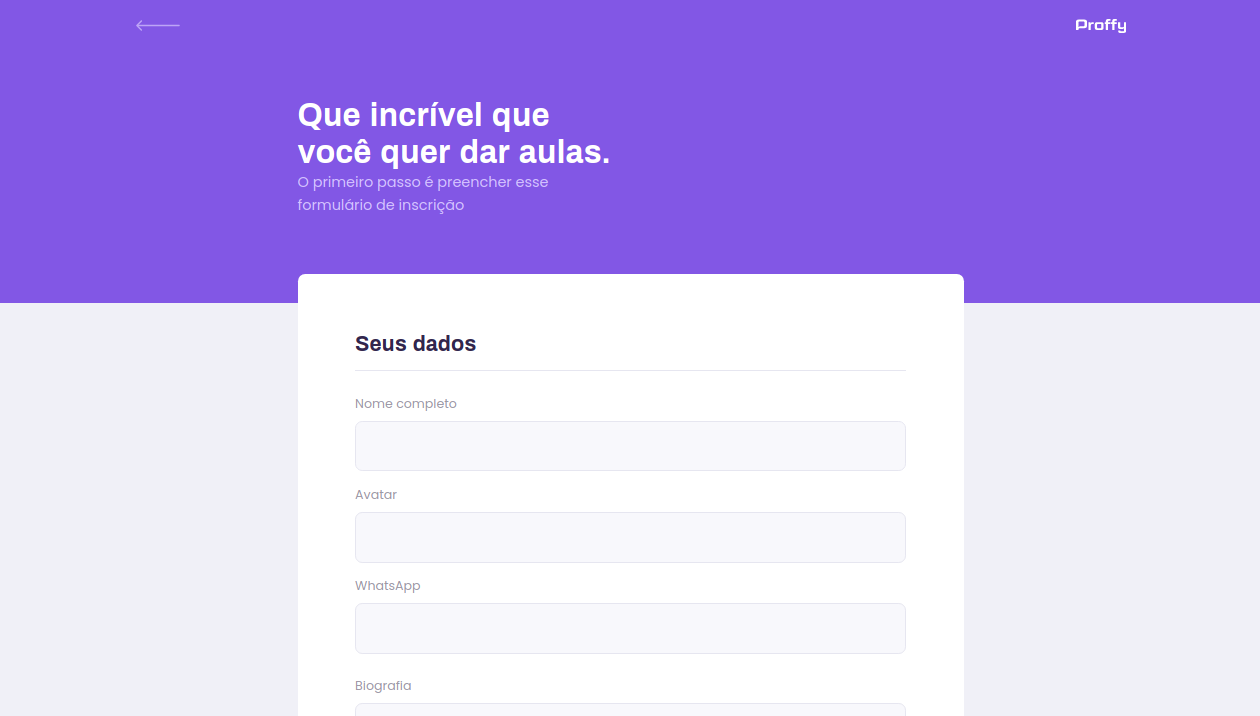 Proffy
Que incrível que
você quer dar aulas.
O primeiro passo é preencher esse
formulário de inscrição
Seus dados
Nome completo
Avatar
WhatsApp
Biografia